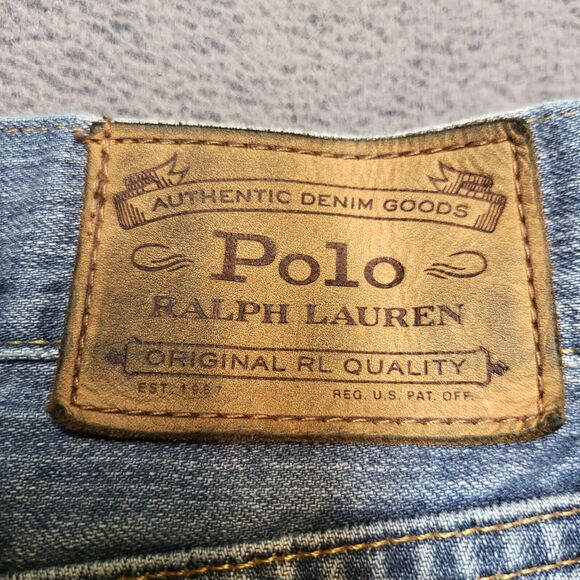 AUTHENTIC DENIM GOODS
Polo
RALPH LAUREN
ORIGINAL RL QUALITY
EST. 1967 REG. U.S. PAT. OFF.